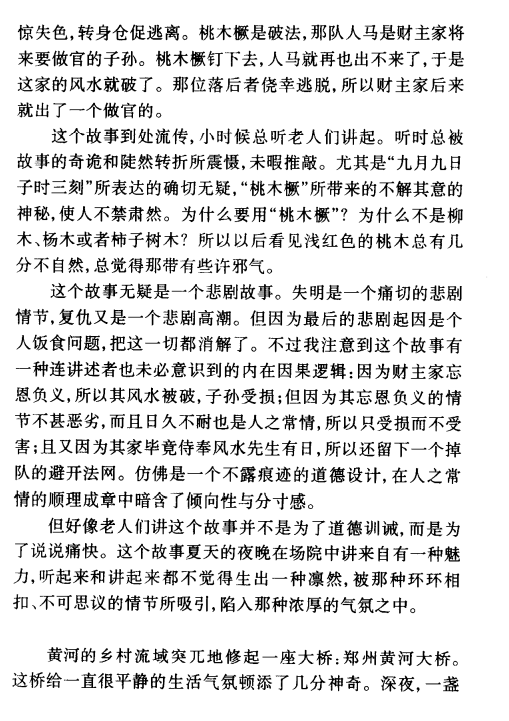 惊失色,转身仓促逃离。桃木橛是破法,那队人马是财主家将
来要做官的子孙。桃木橛钉下去,人马就再也出不来了,于是
这家的风水就破了。那位落后者侥幸逃脱,所以财主家后来
就出了一个做官的。
这个故事到处流传,小时候总听老人们讲起。听时总被
故事的奇诡和陡然转折所震慑,未暇推敲。尤其是“九月九日
子时三刻”所表达的确切无疑,“桃木橛”所带来的不解其意的
神秘,使人不禁肃然。为什么要用“桃木橛”?为什么不是柳
木、杨木或者柿子树木?所以以后看见浅红色的桃木总有几
分不自然,总觉得那带有些许邪气。
这个故事无疑是一个悲剧故事。失明是一个痛切的悲剧
情节,复仇又是一个悲剧高潮。但因为最后的悲剧起因是个
人饭食问题,把这一切都消解了。不过我注意到这个故事有
一种连讲述者也未必意识到的内在因果逻辑:因为财主家忘
恩负义,所以其风水被破,子孙受损;但因为其忘恩负义的情
节不甚恶劣,而且日久不耐也是人之常情,所以只受损而不受
害;且又因为其家毕竟侍奉风水先生有日,所以还留下一个掉
队的避开法网。仿佛是一个不露痕迹的道德设计,在人之常
情的顺理成章中暗含了倾向性与分寸感。
但好像老人们讲这个故事并不是为了道德训诫,而是为
了说说痛快。这个故事夏天的夜晚在场院中讲来自有一种魅
力,听起来和讲起来都不觉得生出一种凛然,被那种环环相
扣、不可思议的情节所吸引,陷入那种浓厚的气氛之中。
黄河的乡村流域突兀地修起一座大桥:郑州黄河大桥。
这桥给一直很平静的生活气氛顿添了几分神奇。深夜,一盏